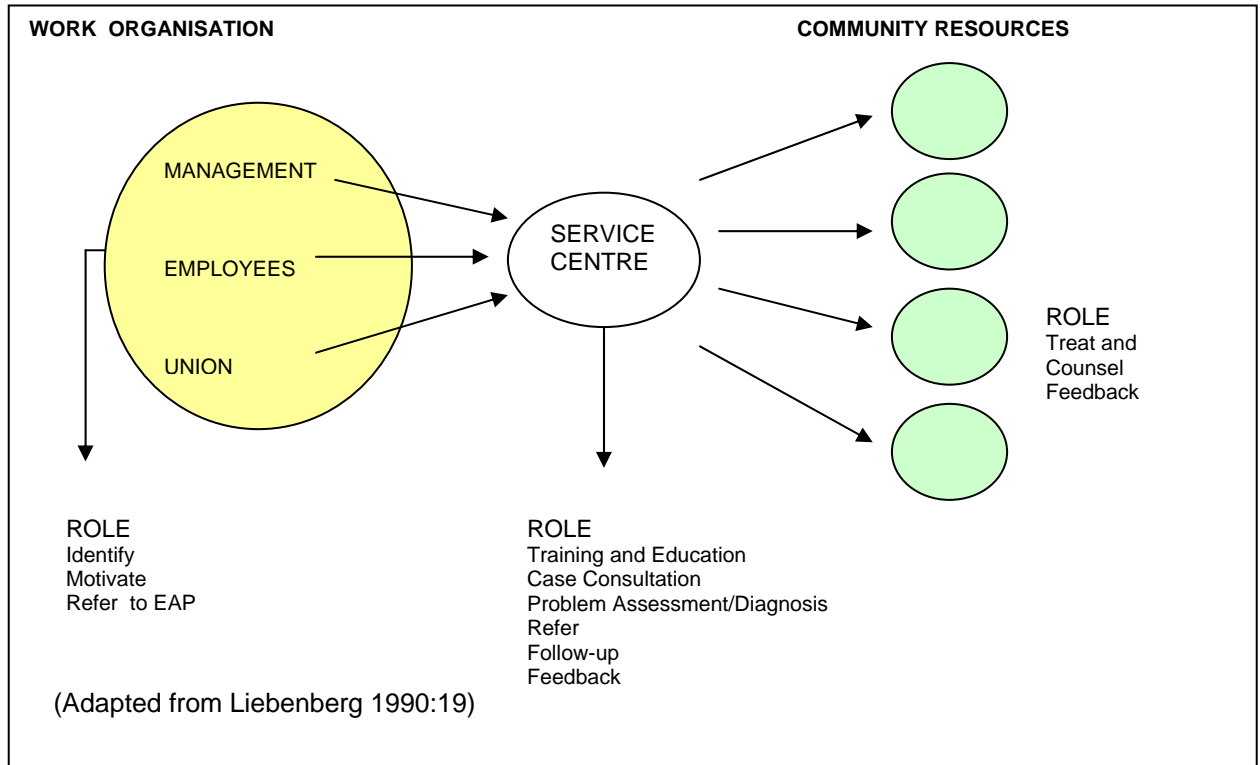 WORK ORGANISATION
COMMUNITY RESOURCES
MANAGEMENT
EMPLOYEES
UNION
SERVICE
CENTRE
ROLE
Treat and
Counsel
Feedback
ROLE
Identify
Motivate
Refer to EAP
ROLE
Training and Education
Case Consultation
Problem Assessment/Diagnosis
Refer
Follow-up
Feedback
(Adapted from Liebenberg 1990:19)